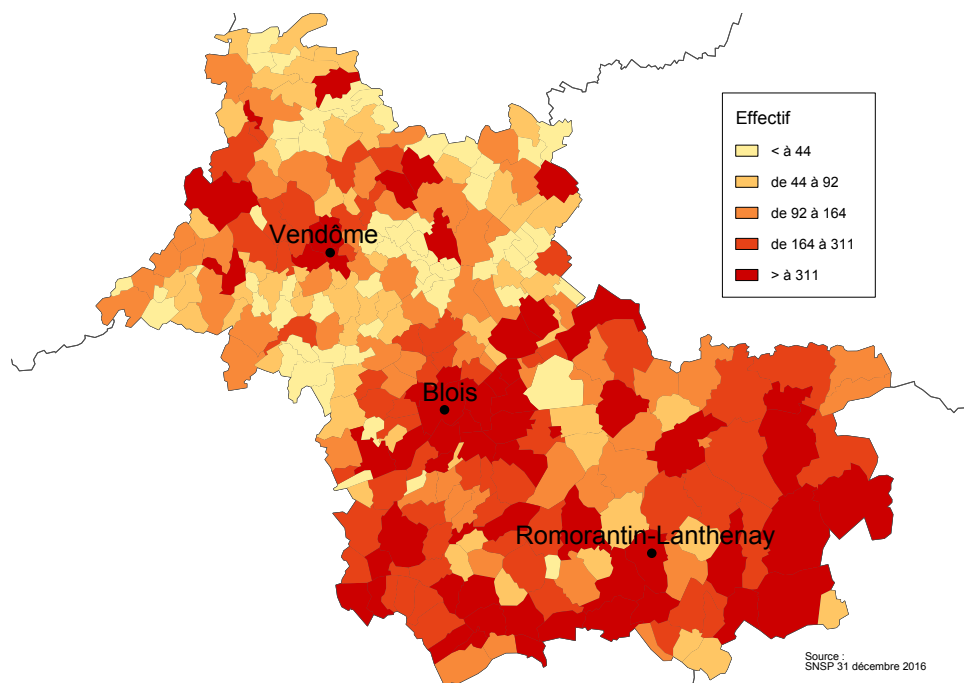 Effectif
< à 44
de 44 à 92
de 92 à 164
de 164 à 311
> à 311
Vendôme
Blois
Romorantin-Lanthenay
Source :
SNSP 31 décembre 2016